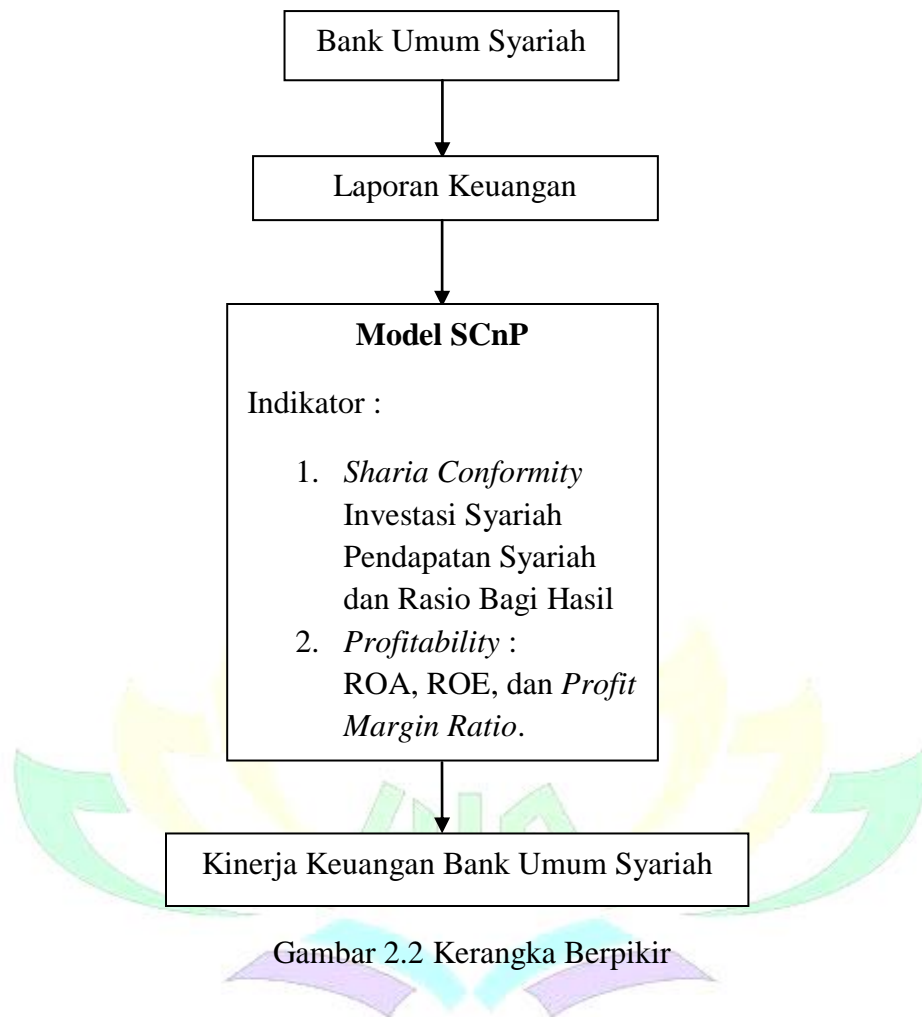 Bank Umum Syariah
Laporan Keuangan
Model SCnP
Indikator :
1. Sharia Conformity
Investasi Syariah
Pendapatan Syariah
dan Rasio Bagi Hasil
2. Profitability :
ROA, ROE, dan Profit
Margin Ratio.
Kinerja Keuangan Bank Umum Syariah
Gambar 2.2 Kerangka Berpikir